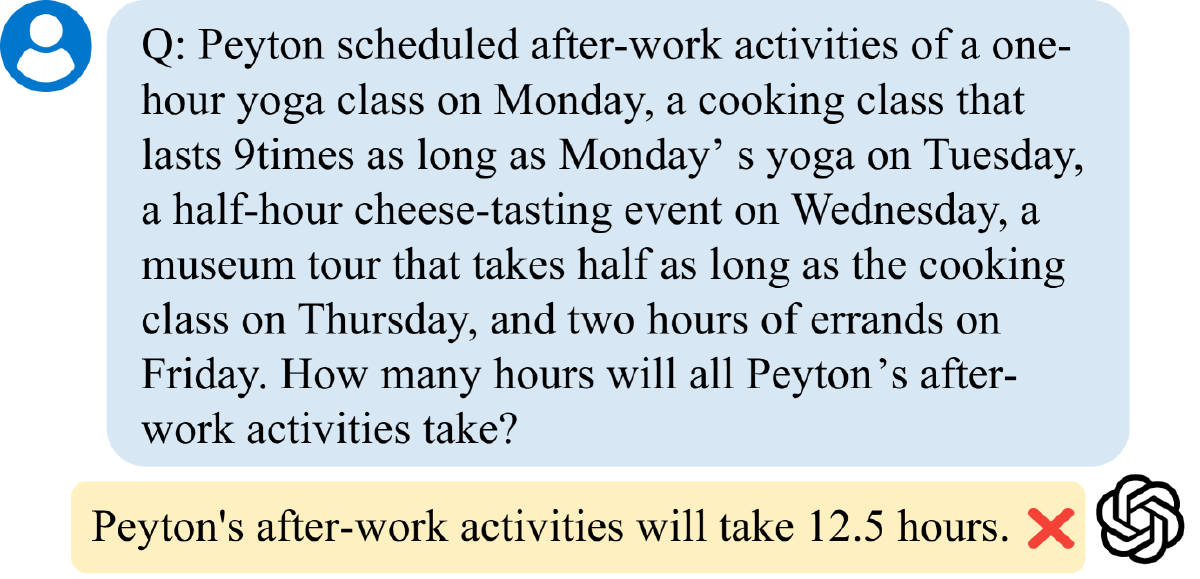 Q: Peyton scheduled after-work activities of a one-
hour yoga class on Monday, a cooking class that
lasts 9times as long as Monday’ s yoga on Tuesday,
a half-hour cheese-tasting event on Wednesday, a
museum tour that takes half as long as the cooking
class on Thursday, and two hours of errands on
Friday. How many hours will all Peyton’s after-
work activities take?
Peyton's after-work activities will take 12.5 hours.